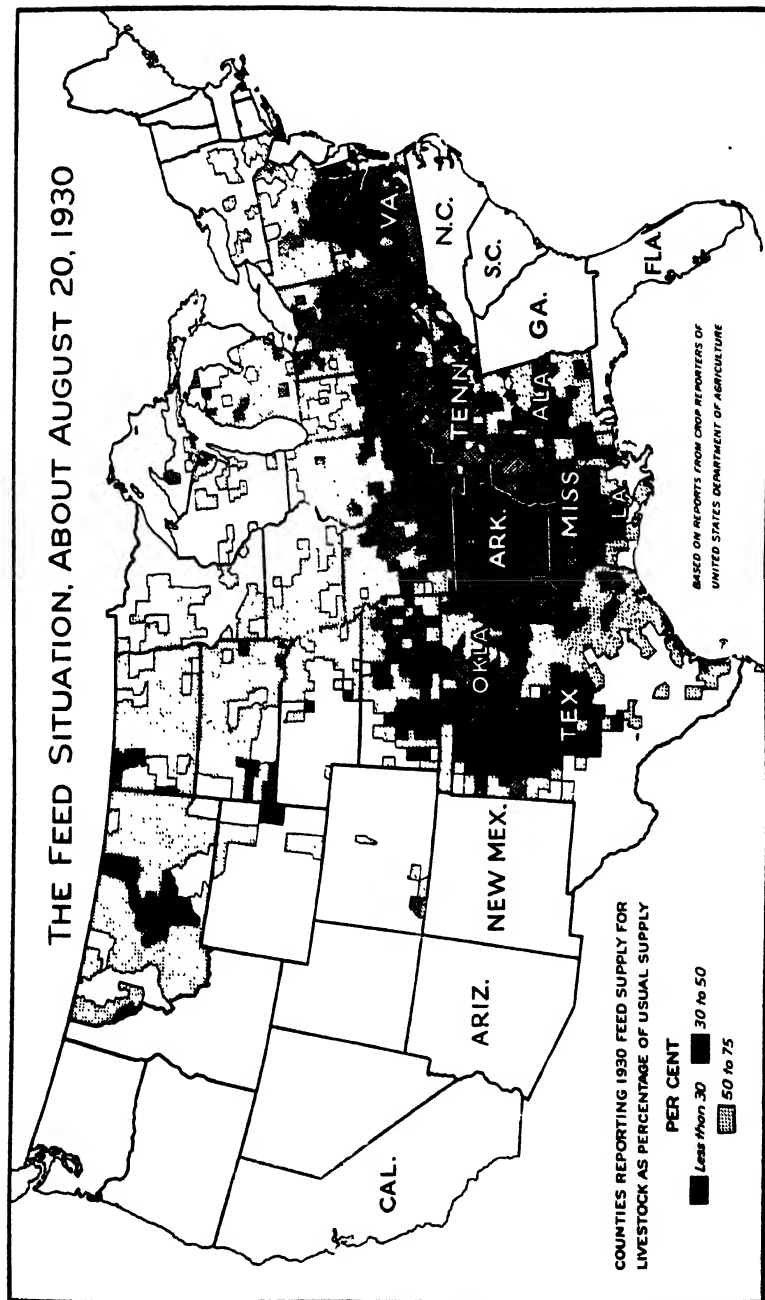 THE FEED SITUATION, ABOUT AUGUST 20, 1930
CAL.
ARIZ.
NEW MEX.
TEX.
OKLA.
ARK.
LA.
MISS.
ALA.
TENN.
GA.
FLA.
S.C.
N.C.
VA.
COUNTIES REPORTING 1930 FEED SUPPLY FOR
LIVESTOCK AS PERCENTAGE OF USUAL SUPPLY
PER CENT
Less than 30
30 to 50
50 to 75
BASED ON REPORTS FROM CROP REPORTERS OF
UNITED STATES DEPARTMENT OF AGRICULTURE